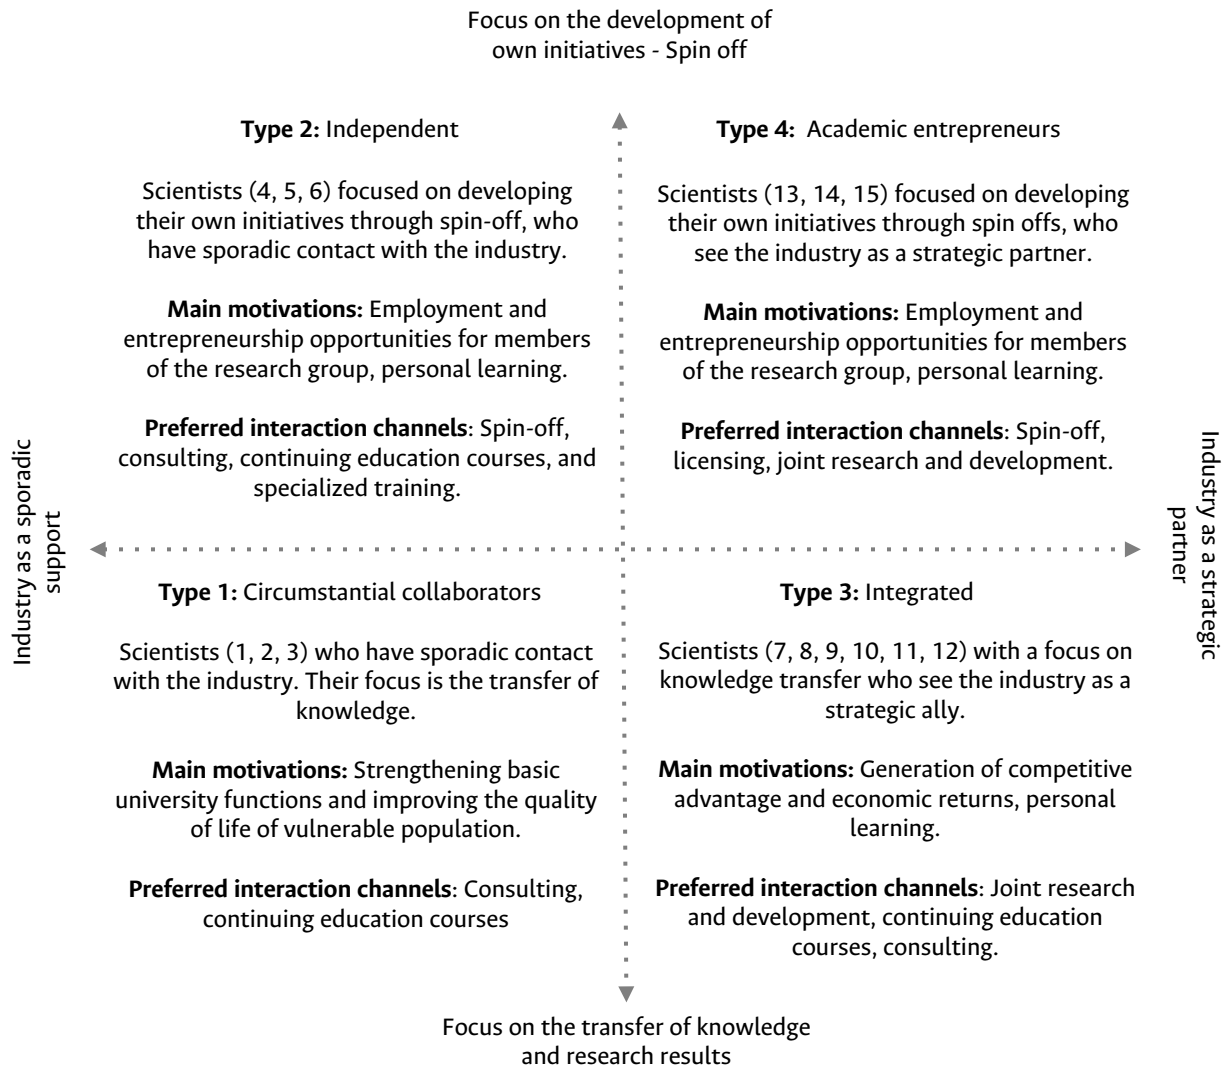 Focus on the development of
own initiatives - Spin off
Type 2: Independent
Scientists (4, 5, 6) focused on developing
their own initiatives through spin-off, who
have sporadic contact with the industry.
Main motivations: Employment and
entrepreneurship opportunities for members
of the research group, personal learning.
Preferred interaction channels: Spin-off,
consulting, continuing education courses, and
specialized training.
Type 4: Academic entrepreneurs
Scientists (13, 14, 15) focused on developing
their own initiatives through spin offs, who
see the industry as a strategic partner.
Main motivations: Employment and
entrepreneurship opportunities for members
of the research group, personal learning.
Preferred interaction channels: Spin-off,
licensing, joint research and development.
Industry as a sporadic
support
Industry as a strategic
partner
Type 1: Circumstantial collaborators
Scientists (1, 2, 3) who have sporadic contact
with the industry. Their focus is the transfer of
knowledge.
Main motivations: Strengthening basic
university functions and improving the quality
of life of vulnerable population.
Preferred interaction channels: Consulting,
continuing education courses
Type 3: Integrated
Scientists (7, 8, 9, 10, 11, 12) with a focus on
knowledge transfer who see the industry as a
strategic ally.
Main motivations: Generation of competitive
advantage and economic returns, personal
learning.
Preferred interaction channels: Joint research
and development, continuing education
courses, consulting.
Focus on the transfer of knowledge
and research results